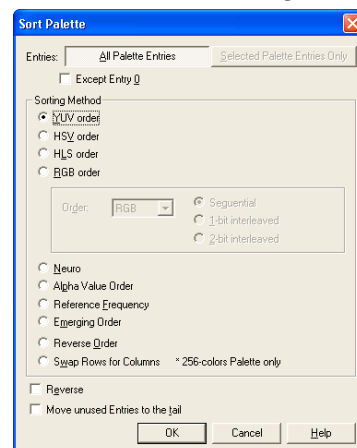 Sort Palette
Entries: All Palette Entries Selected Palette Entries Only
Except Entry 0
Sorting Method
YUV order
HSV order
HLS order
RGB order
Order: RGB Sequential
1-bit interleaved
2-bit interleaved
Neuro
Alpha Value Order
Reference Frequency
Emerging Order
Reverse Order
Swap Rows for Columns * 256-colors Palette only
Reverse
Move unused Entries to the tail
OK Cancel Help